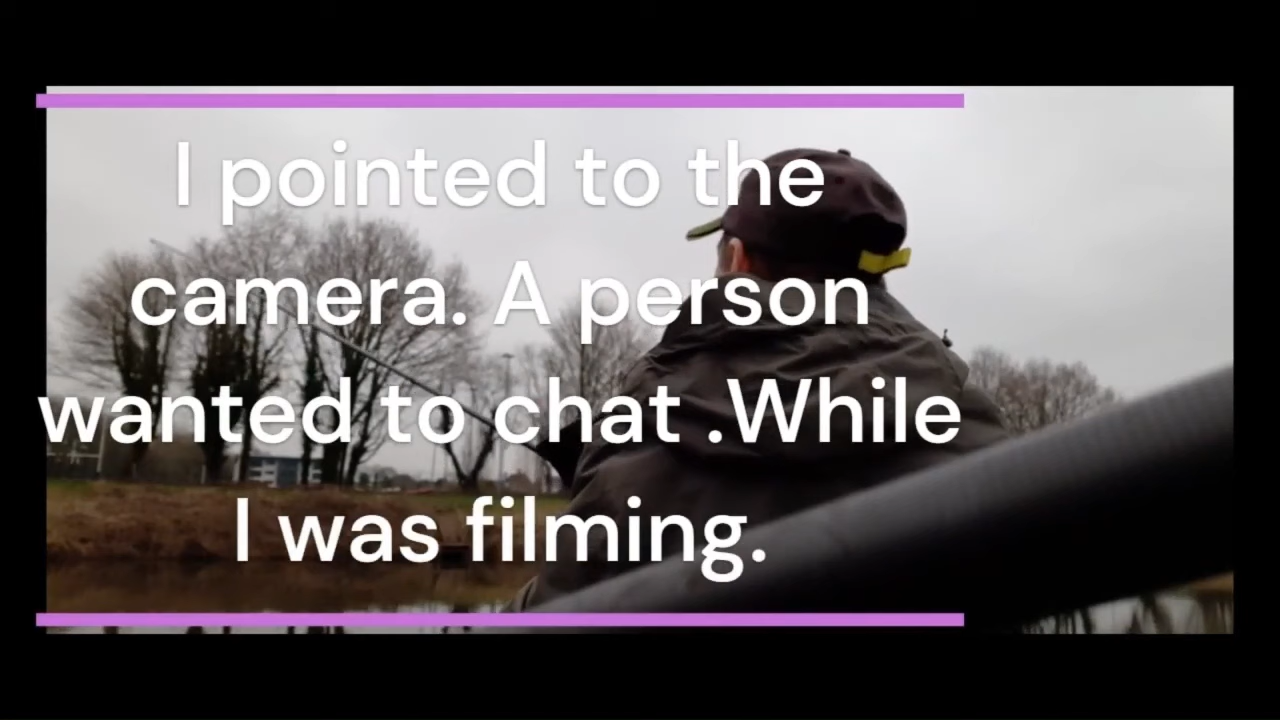 I pointed to the
camera. A person
wanted to chat .While
I was filming.